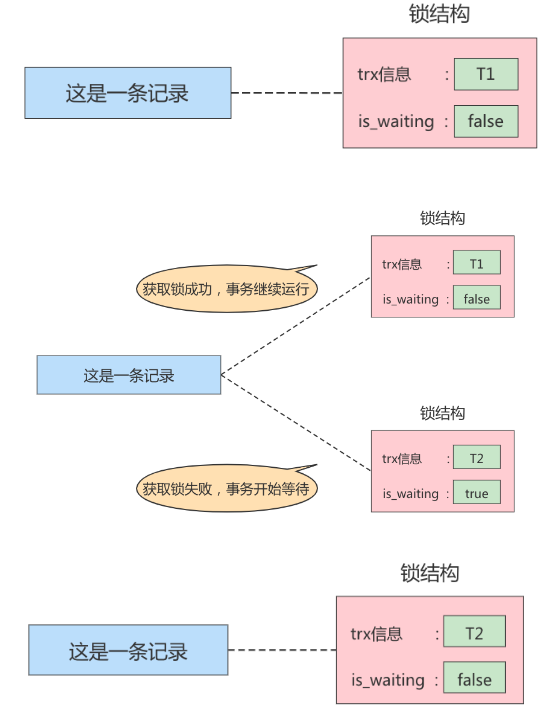 锁结构
这是一条记录
trx信息 : T1
is_waiting : false
锁结构
trx信息 : T1
is_waiting : false
获取锁成功，事务继续运行
这是一条记录
锁结构
trx信息 : T2
is_waiting : true
获取锁失败，事务开始等待
锁结构
这是一条记录
trx信息 : T2
is_waiting : false